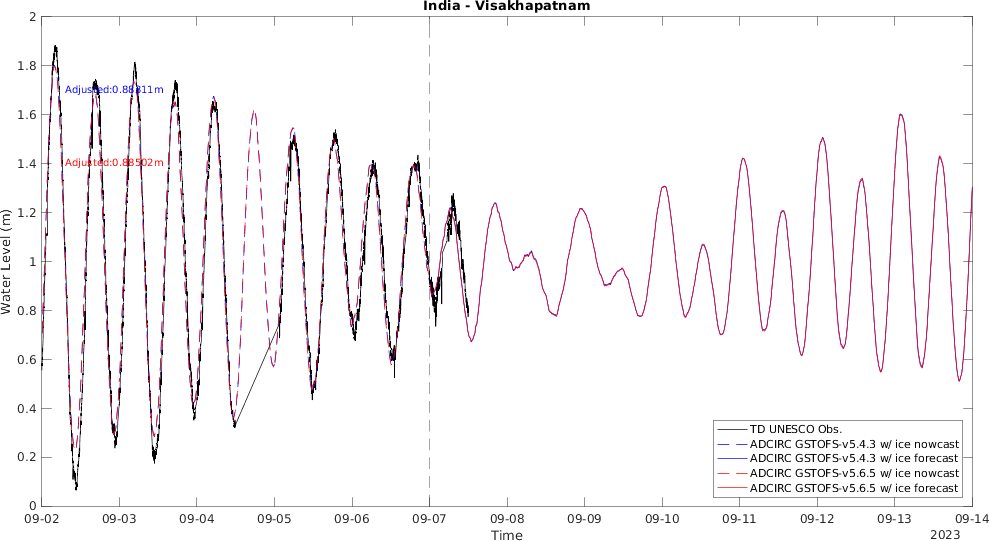 India - Visakhapatnam
Water Level (m)
2
1.8
1.6
1.4
1.2
1
0.8
0.6
0.4
0.2
0
Adjusted:0.88811m
Adjusted:0.88502m
TD UNESCO Obs.
ADCIRC GSTOFS-v5.4.3 w/ ice nowcast
ADCIRC GSTOFS-v5.4.3 w/ ice forecast
ADCIRC GSTOFS-v5.6.5 w/ ice nowcast
ADCIRC GSTOFS-v5.6.5 w/ ice forecast
09-02 09-03 09-04 09-05 09-06 09-07 09-08 09-09 09-10 09-11 09-12 09-13 09-14
Time
2023